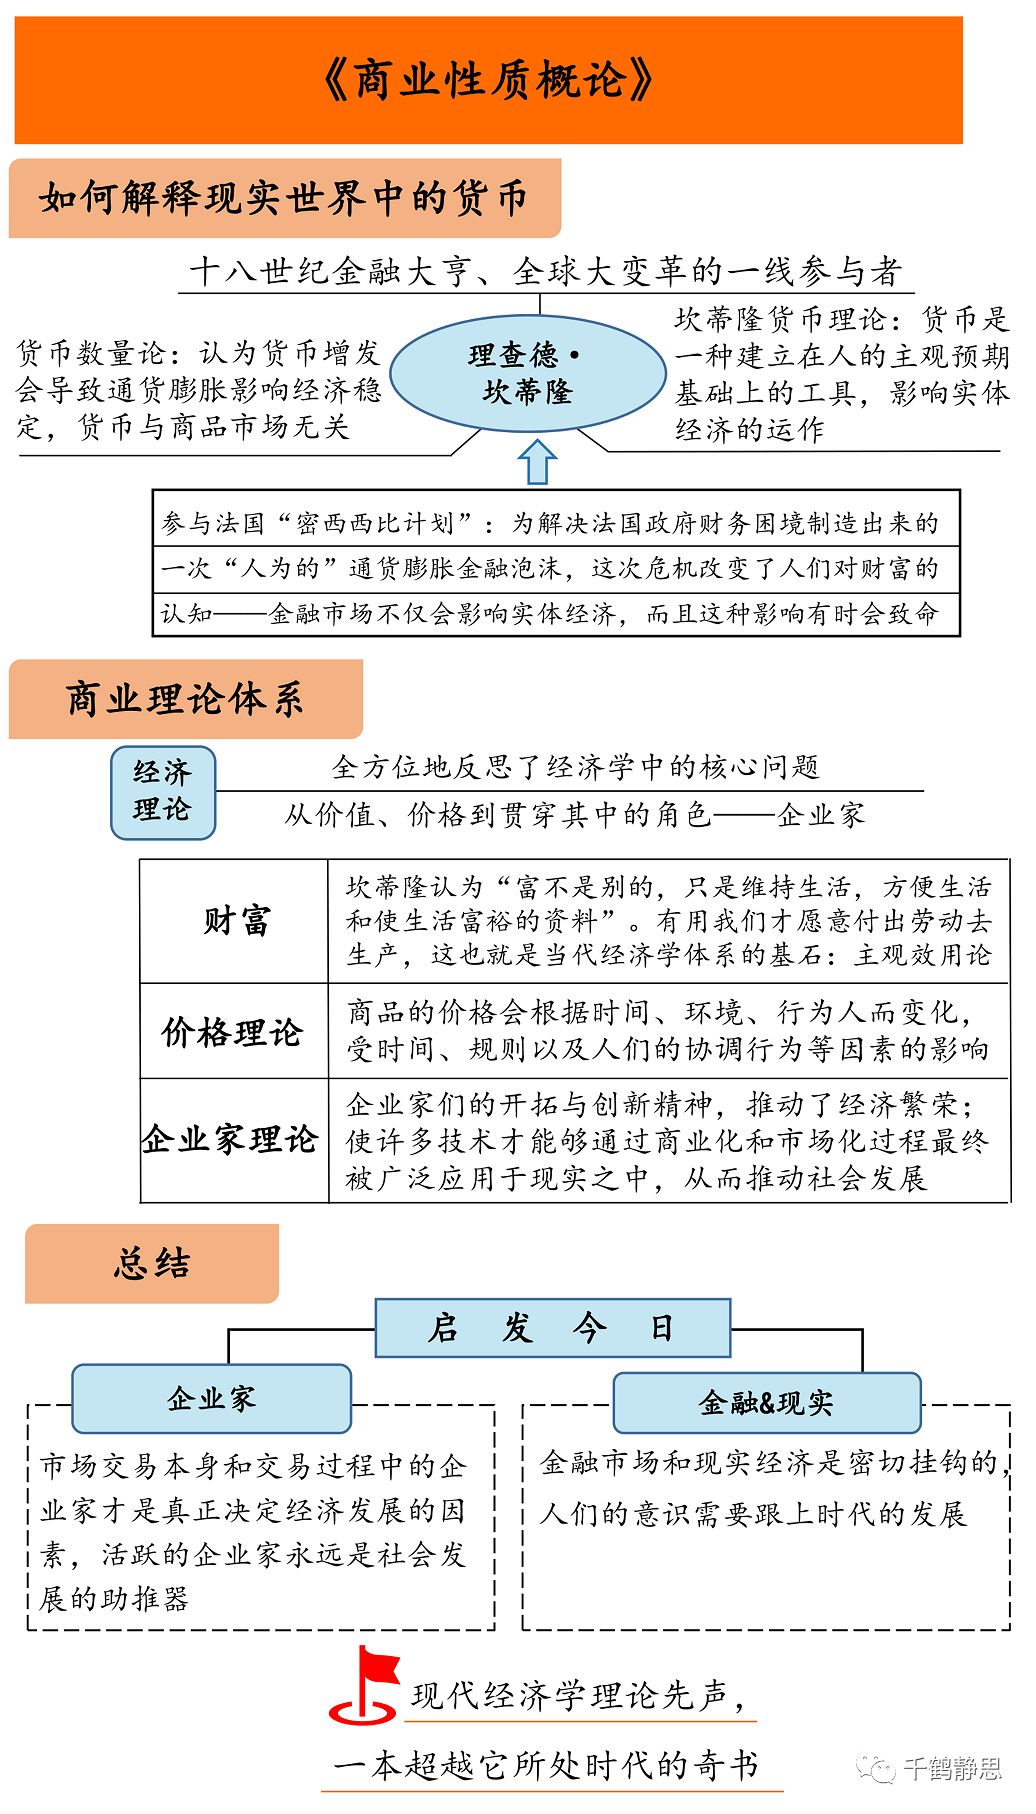 《商业性质概论》
如何解释现实世界中的货币
十八世纪金融大亨、全球大变革的一线参与者
货币数量论：认为货币增发
会导致通货膨胀影响经济稳
定，货币与商品市场无关
理查德·
坎蒂隆
坎蒂隆货币理论：货币是
一种建立在人的主观预期
基础上的工具，影响实体
经济的运作
参与法国“密西西比计划”：为解决法国政府财务困境制造出来的
一次“人为的”通货膨胀金融泡沫，这次危机改变了人们对财富的
认知——金融市场不仅会影响实体经济，而且这种影响有时会致命
商业理论体系
经济
理论
全方位地反思了经济学中的核心问题
从价值、价格到贯穿其中的角色——企业家
财富
坎蒂隆认为“富不是别的，只是维持生活，方便生活
和使生活富裕的资料”。有用我们才愿意付出劳动去
生产，这也就是当代经济学体系的基石：主观效用论
价格理论
商品的价格会根据时间、环境、行为人而变化，
受时间、规则以及人们的协调行为等因素的影响
企业家理论
企业家们的开拓与创新精神，推动了经济繁荣；
使许多技术才能够通过商业化和市场化过程最终
被广泛应用于现实之中，从而推动社会发展
总结
启发今日
企业家
市场交易本身和交易过程中的企
业家才是真正决定经济发展的因
素，活跃的企业家永远是社会发
展的助推器
金融&现实
金融市场和现实经济是密切挂钩的，
人们的意识需要跟上时代的发展
现代经济学理论先声，
一本超越它所处时代的奇书
千鹤静思